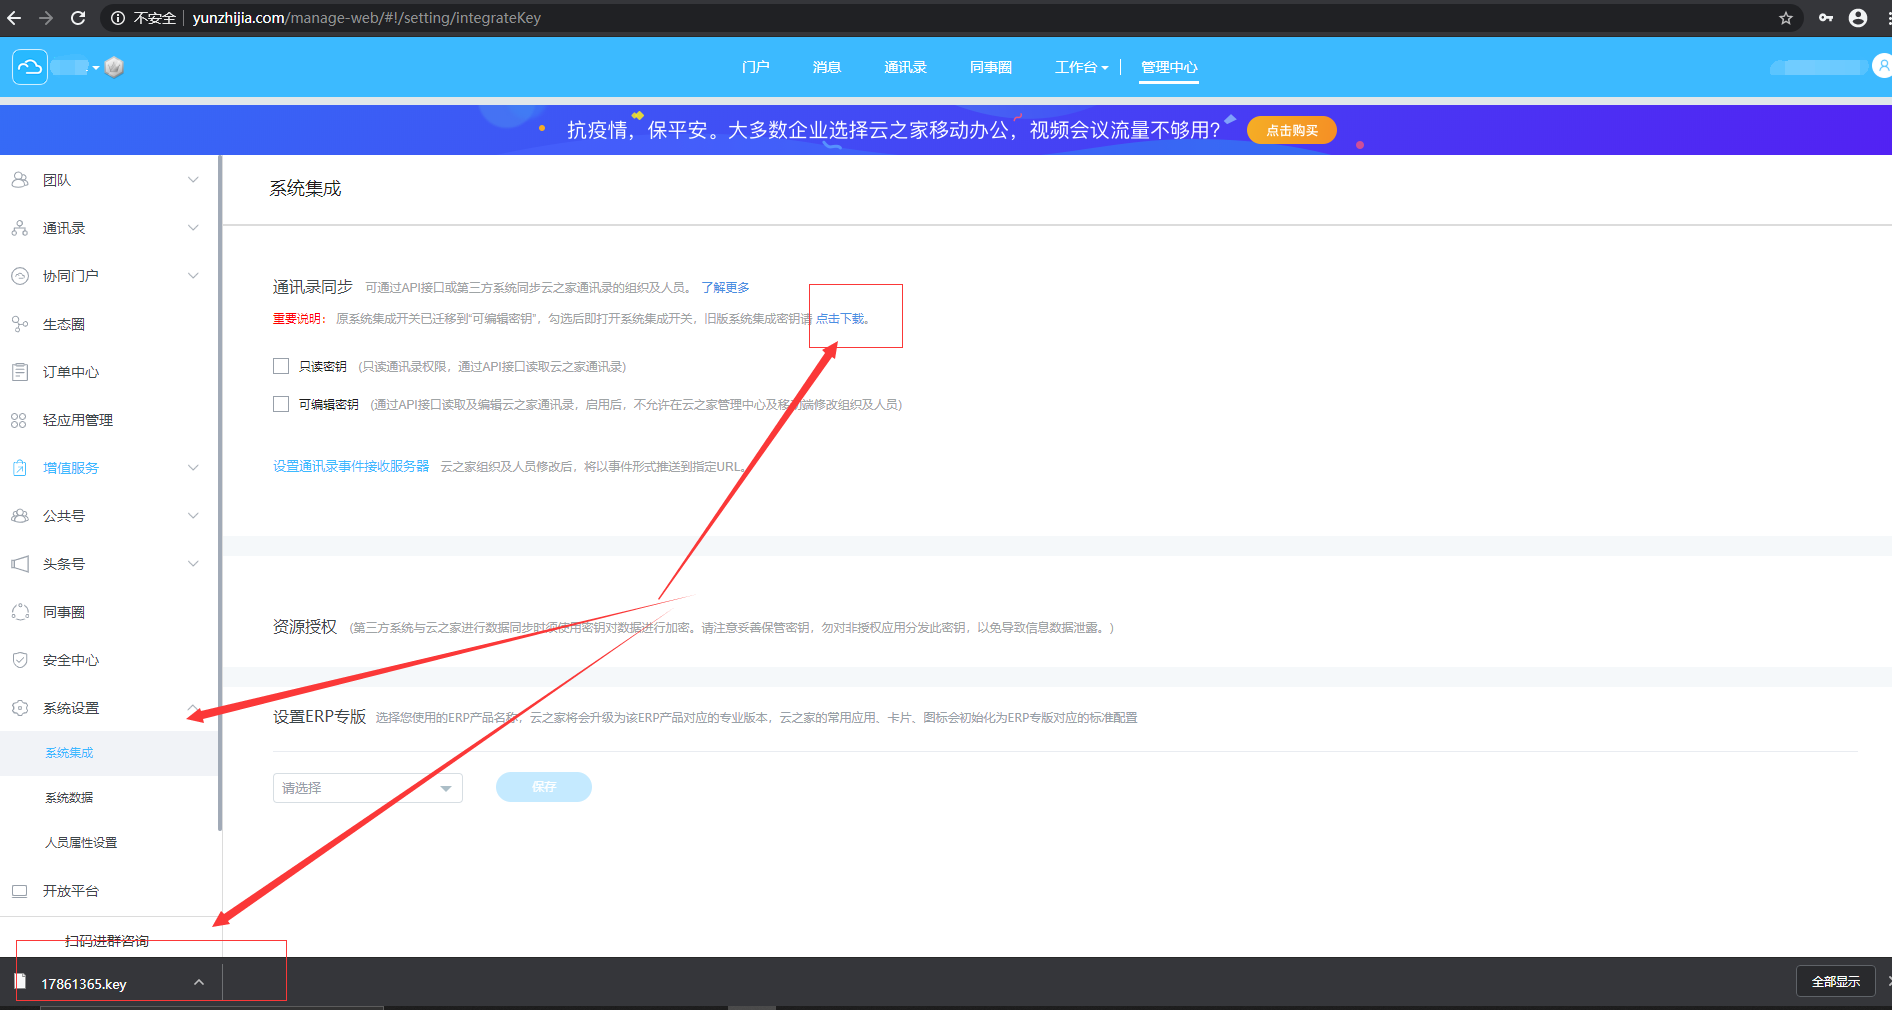 不安全 yunzhijia.com/manage-web/#!/setting/integrateKey
门户 消息 通讯录 同事圈 工作台 管理中心
抗疫情，保平安。大多数企业选择云之家移动办公，视频会议流量不够用？ 点击购买
团队
通讯录
协同门户
生态圈
订单中心
轻应用管理
增值服务
公共号
头条号
同事圈
安全中心
系统设置
系统集成
系统数据
人员属性设置
开放平台
扫码进群咨询
系统集成
通讯录同步 可通过API接口或第三方系统同步云之家通讯录的组织及人员。 了解更多
重要说明： 原系统集成开关已迁移到“可编辑密钥”，勾选后即打开系统集成开关，旧版系统集成密钥请 点击下载。
只读密钥 (只读通讯录权限，通过API接口读取云之家通讯录)
可编辑密钥 (通过API接口读取及编辑云之家通讯录，启用后，不允许在云之家管理中心及移动端修改组织及人员)
设置通讯录事件接收服务器 云之家组织及人员修改后，将以事件形式推送到指定URL。
资源授权 (第三方系统与云之家进行数据同步时须使用密钥对数据进行加密。请注意妥善保管密钥，勿对非授权应用分发此密钥，以免导致信息数据泄露。)
设置ERP专版 选择您使用的ERP产品名称，云之家将会升级为该ERP产品对应的专业版本，云之家的常用应用、卡片、图标会初始化为ERP专版对应的标准配置
请选择 保存
17861365.key 全部显示